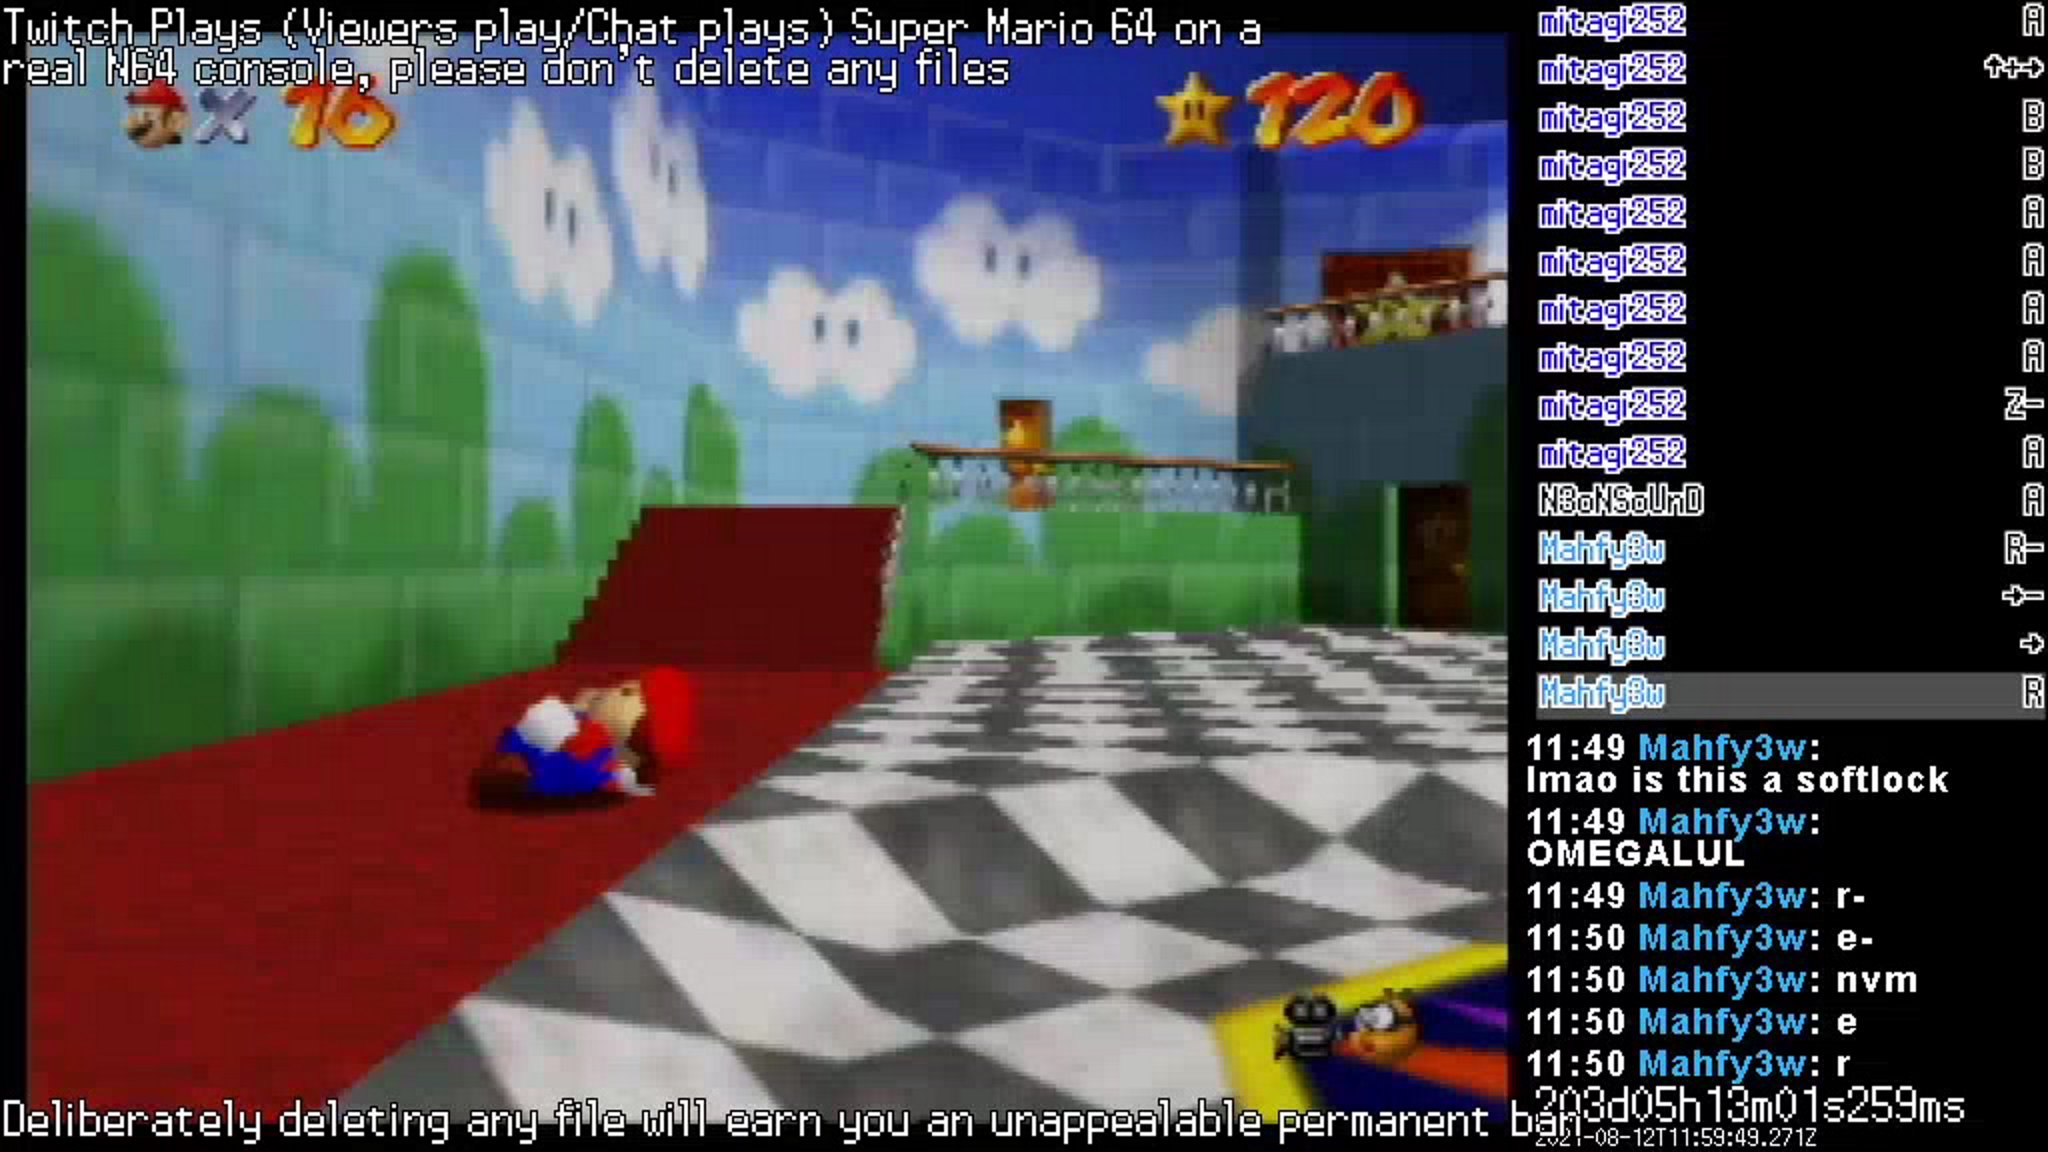 Twitch Plays (Viewers play/Chat plays) Super Mario 64 on a
real N64 console, please don't delete any files
16
120
mitagi252 A
mitagi252 ↑+→
mitagi252 B
mitagi252 B
mitagi252 A
mitagi252 A
mitagi252 A
mitagi252 A
mitagi252 Z-
mitagi252 A
N3oNSoUnD A
Mahfy3w R-
Mahfy3w →-
Mahfy3w →
Mahfy3w R
11:49 Mahfy3w:
lmao is this a softlock
11:49 Mahfy3w:
OMEGALUL
11:49 Mahfy3w: r-
11:50 Mahfy3w: e-
11:50 Mahfy3w: nvm
11:50 Mahfy3w: e
11:50 Mahfy3w: r
203d05h13m01s259ms
Deliberately deleting any file will earn you an unappealable permanent ban
2021-08-12T11:59:49.271Z